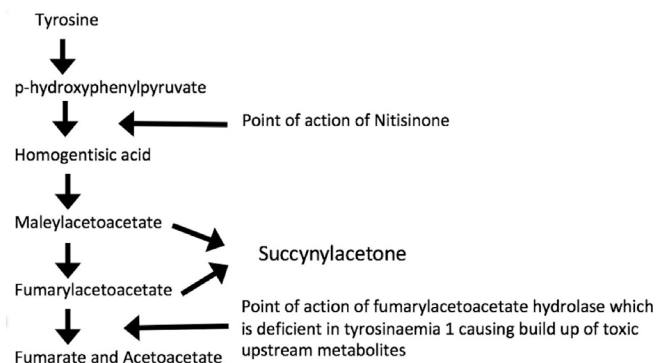 Tyrosine
p-hydroxyphenylpyruvate
Point of action of Nitisinone
Homogentisic acid
Maleylacetoacetate
Succynylacetone
Fumarylacetoacetate
Point of action of fumarylacetoacetate hydrolase which
is deficient in tyrosinaemia 1 causing build up of toxic
upstream metabolites
Fumarate and Acetoacetate